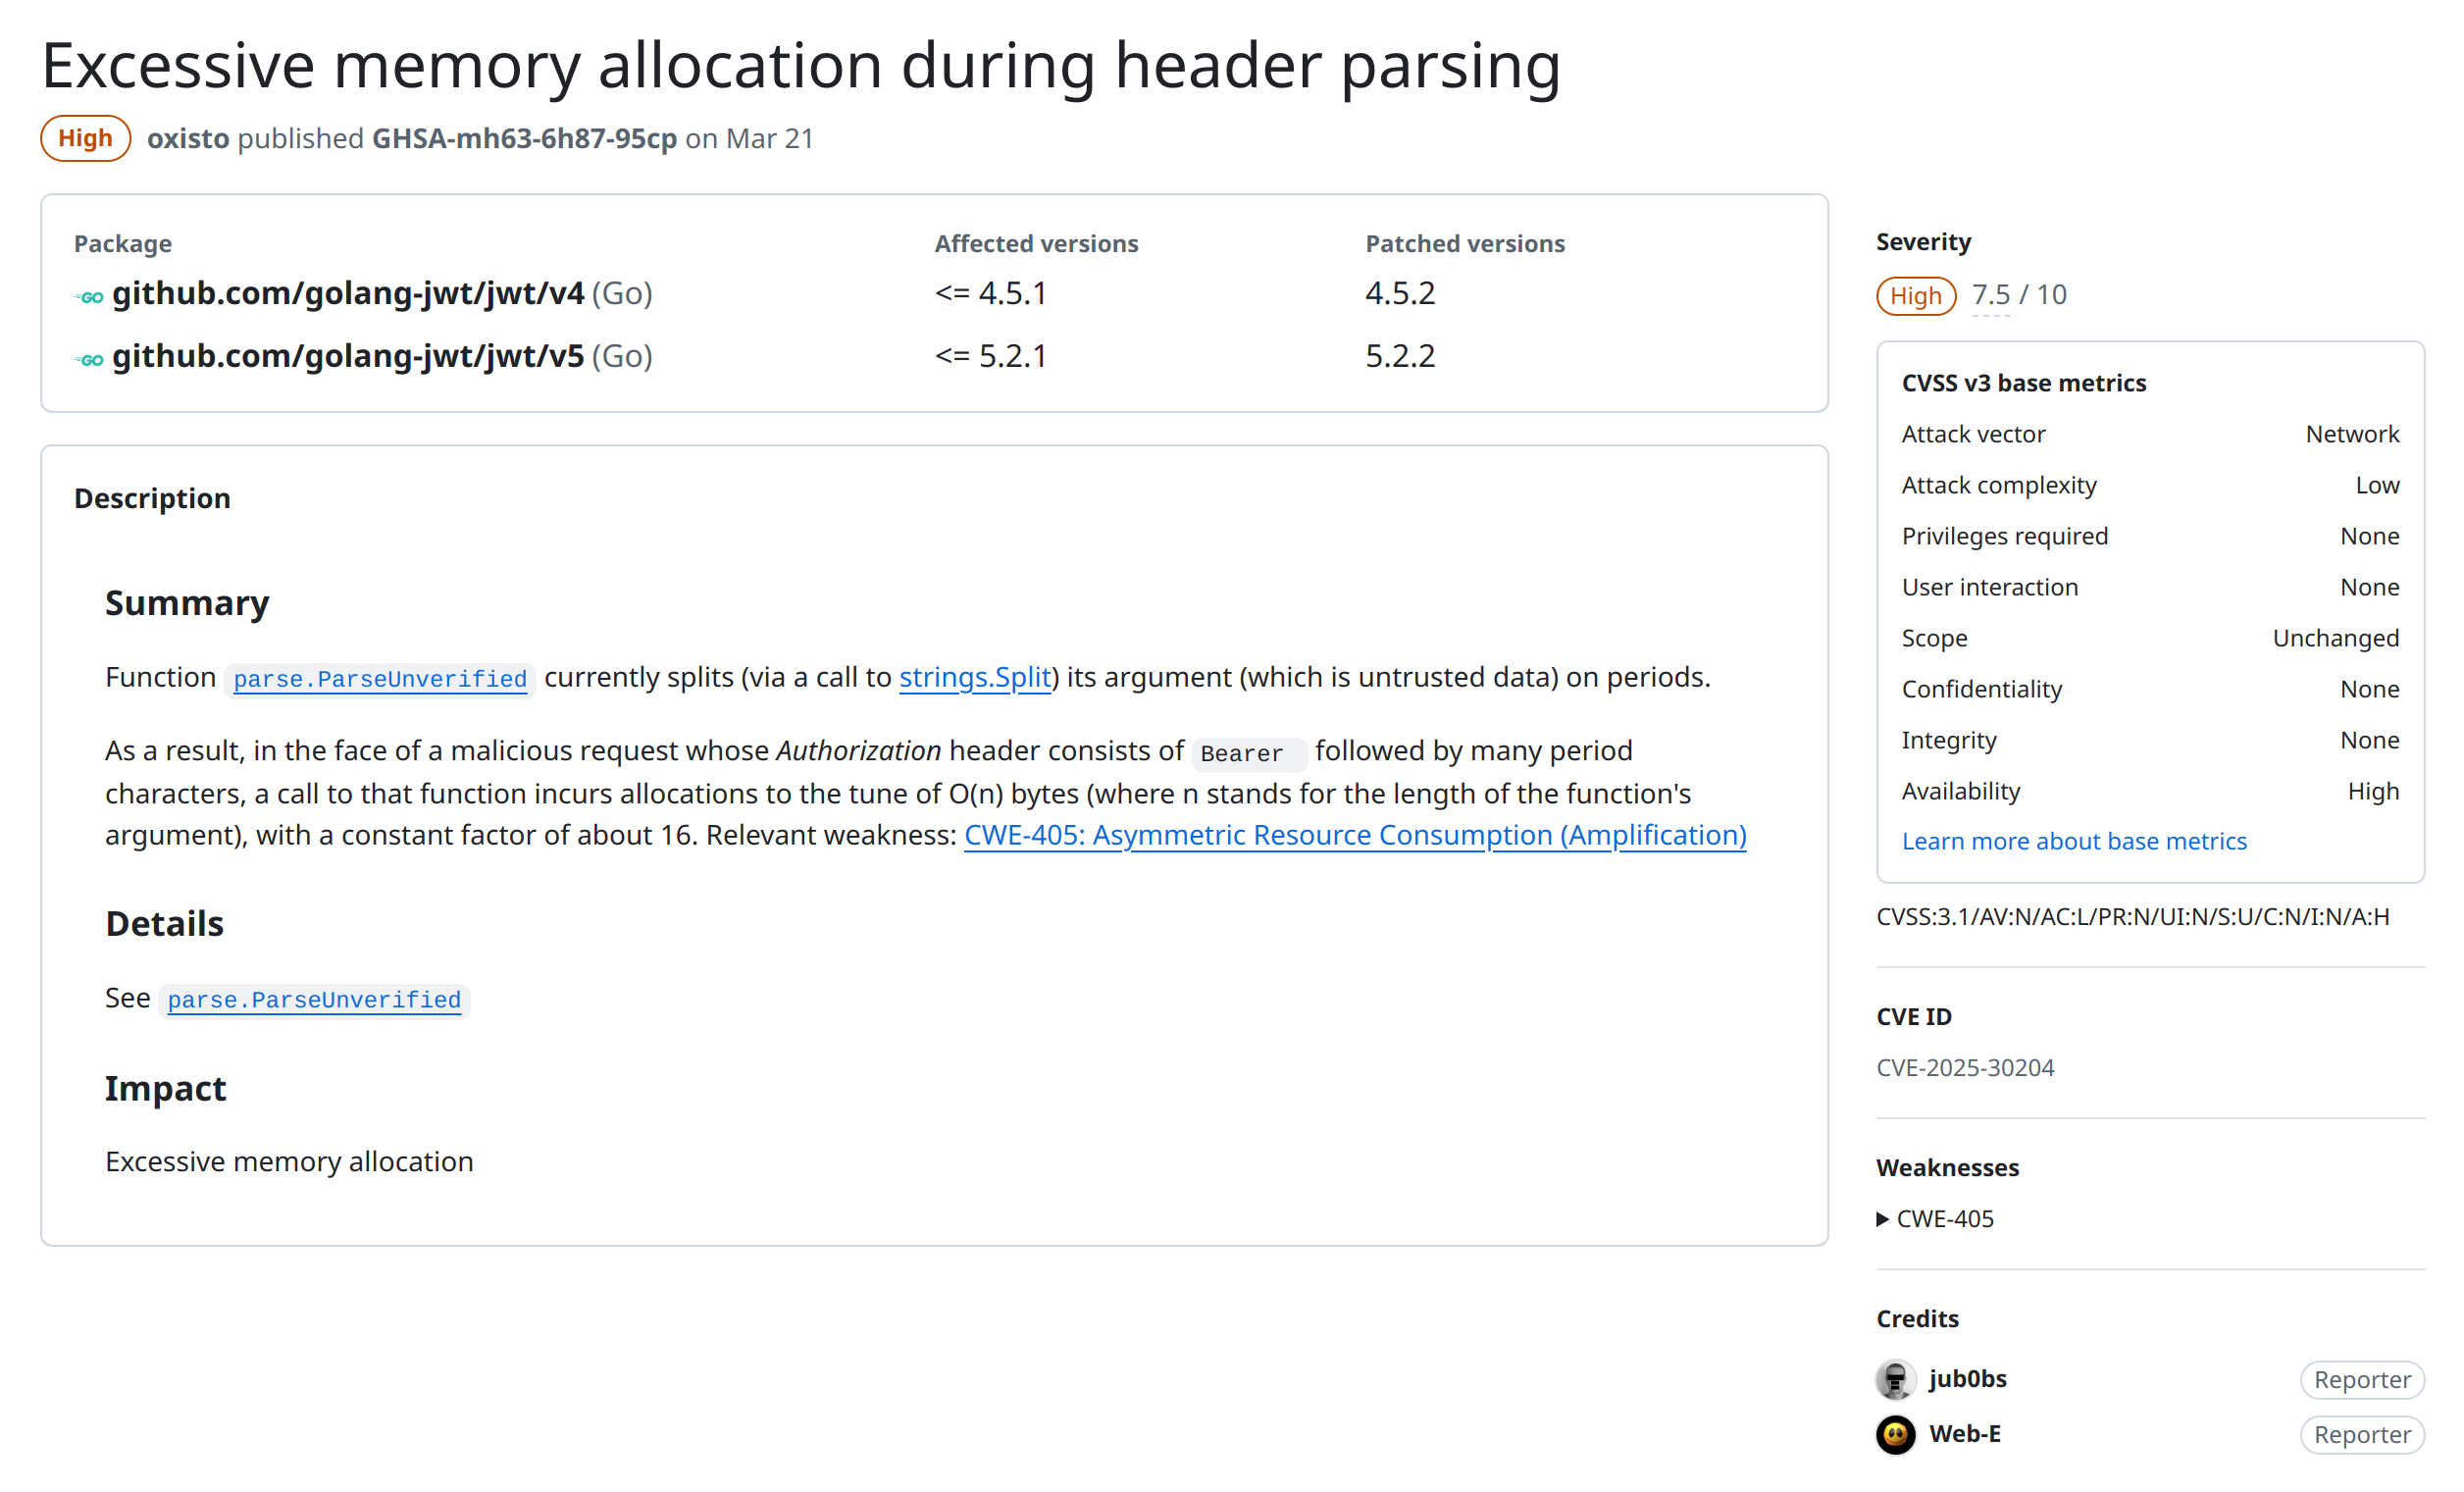 Excessive memory allocation during header parsing
High oxisto published GHSA-mh63-6h87-95cp on Mar 21
Package Affected versions Patched versions
GO github.com/golang-jwt/jwt/v4 (Go) <= 4.5.1 4.5.2
GO github.com/golang-jwt/jwt/v5 (Go) <= 5.2.1 5.2.2
Description
Summary
Function parse.ParseUnverified currently splits (via a call to strings.Split) its argument (which is untrusted data) on periods.
As a result, in the face of a malicious request whose Authorization header consists of Bearer followed by many period
characters, a call to that function incurs allocations to the tune of O(n) bytes (where n stands for the length of the function's
argument), with a constant factor of about 16. Relevant weakness: CWE-405: Asymmetric Resource Consumption (Amplification)
Details
See parse.ParseUnverified
Impact
Excessive memory allocation
Severity
High 7.5 / 10
CVSS v3 base metrics
Attack vector Network
Attack complexity Low
Privileges required None
User interaction None
Scope Unchanged
Confidentiality None
Integrity None
Availability High
Learn more about base metrics
CVSS:3.1/AV:N/AC:L/PR:N/UI:N/S:U/C:N/I:N/A:H
CVE ID
CVE-2025-30204
Weaknesses
CWE-405
Credits
jub0bs Reporter
Web-E Reporter